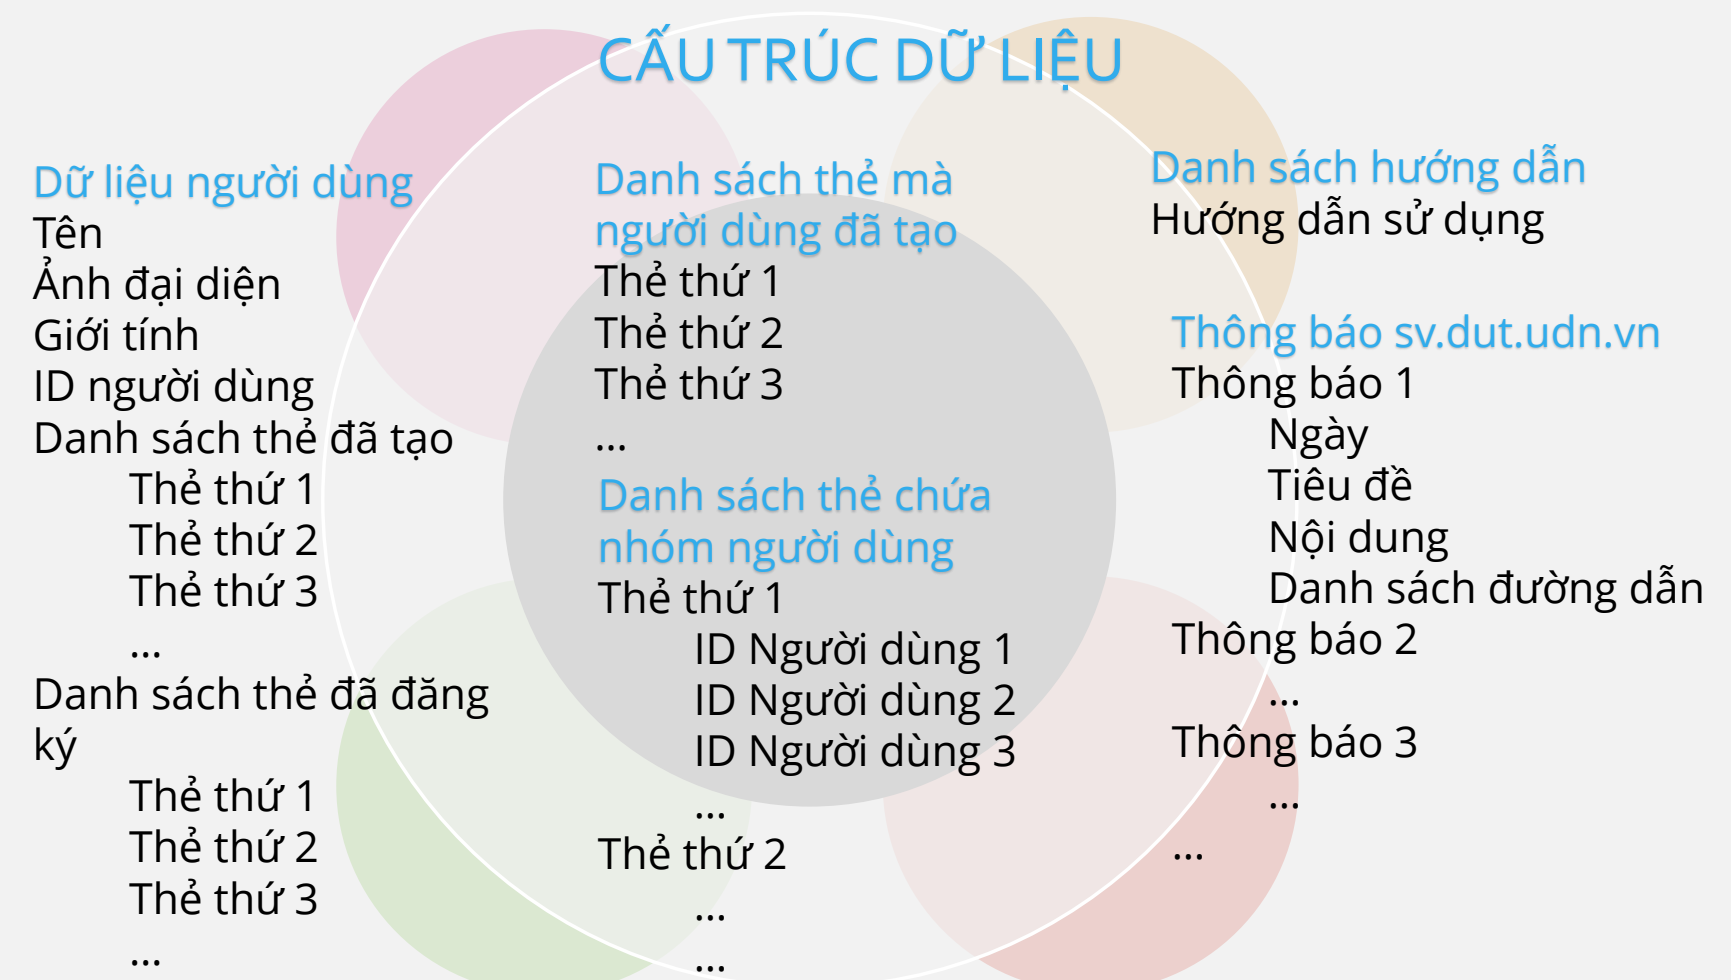 CẤU TRÚC DỮ LIỆU
Dữ liệu người dùng
Tên
Ảnh đại diện
Giới tính
ID người dùng
Danh sách thẻ đã tạo
Thẻ thứ 1
Thẻ thứ 2
Thẻ thứ 3
...
Danh sách thẻ đã đăng
ký
Thẻ thứ 1
Thẻ thứ 2
Thẻ thứ 3
...
Danh sách thẻ mà
người dùng đã tạo
Thẻ thứ 1
Thẻ thứ 2
Thẻ thứ 3
...
Danh sách thẻ chứa
nhóm người dùng
Thẻ thứ 1
ID Người dùng 1
ID Người dùng 2
ID Người dùng 3
...
Thẻ thứ 2
...
...
Danh sách hướng dẫn
Hướng dẫn sử dụng
Thông báo sv.dut.udn.vn
Thông báo 1
Ngày
Tiêu đề
Nội dung
Danh sách đường dẫn
Thông báo 2
...
Thông báo 3
...
...